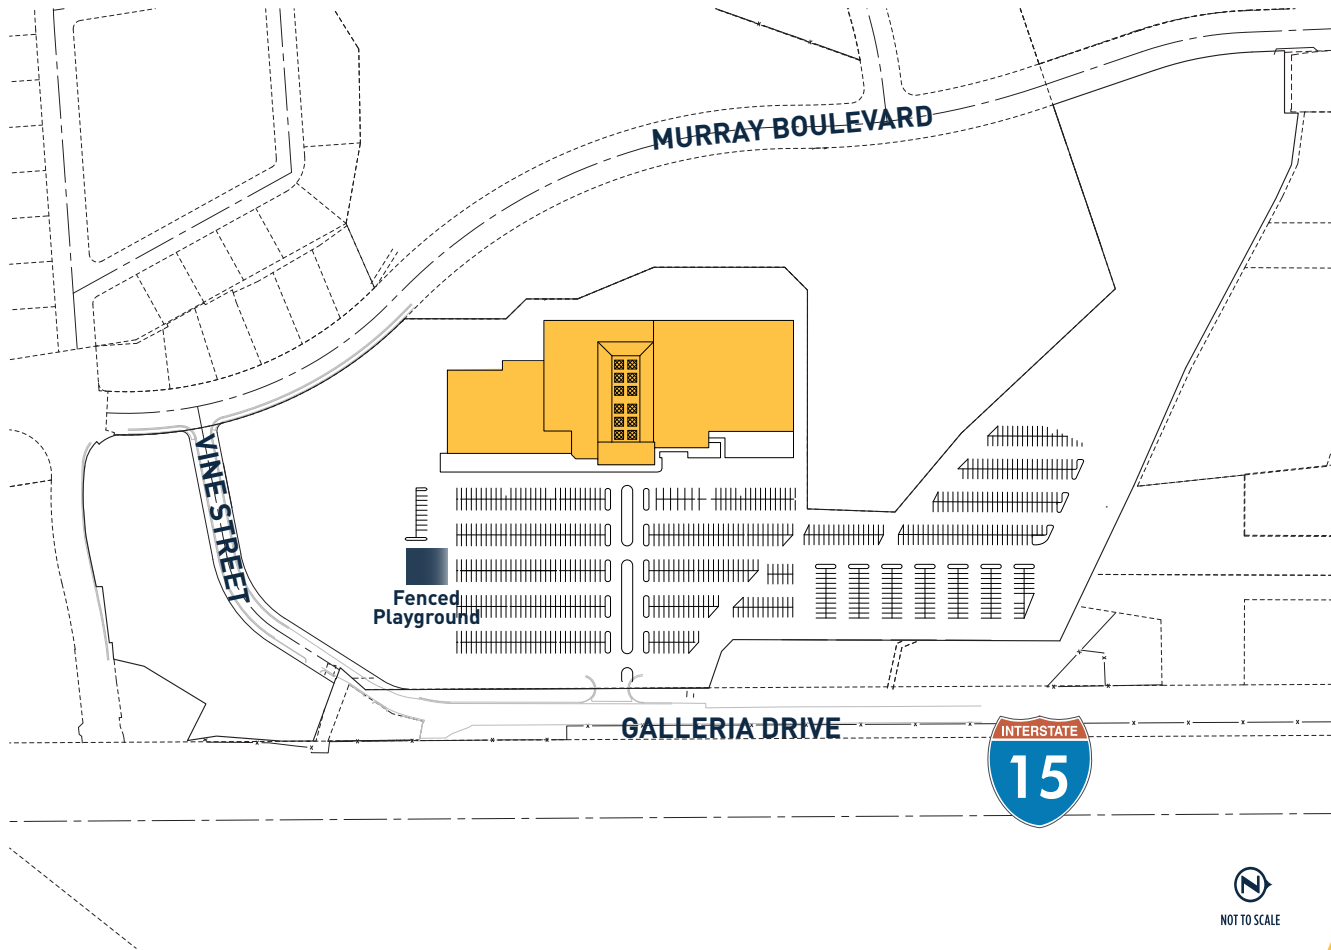 MURRAY BOULEVARD
VINE STREET
Fenced
Playground
GALLERIA DRIVE
INTERSTATE
15
N
NOT TO SCALE